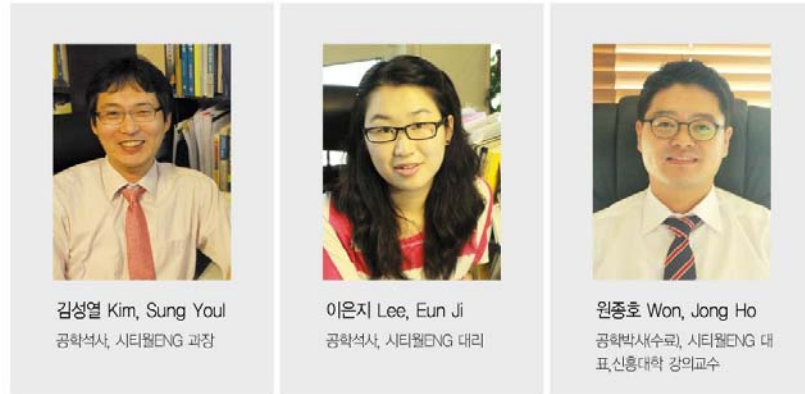 김성열 Kim, Sung Youl
공학석사, 시티월ENG 과장
이은지 Lee, Eun Ji
공학석사, 시티월ENG 대리
원종호 Won, Jong Ho
공학박사(수료), 시티월ENG 대
표,신흥대학 강의교수